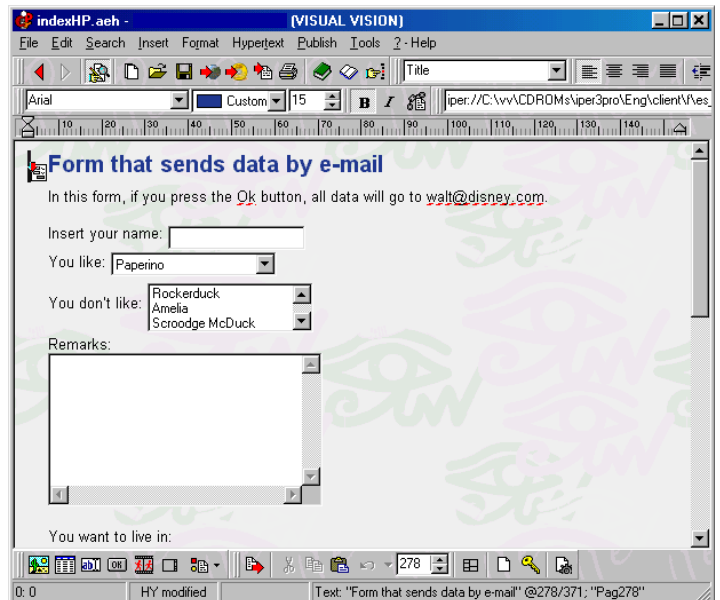 indexHP.aeh - (VISUAL VISION)
File Edit Search Insert Format Hypertext Publish Tools ? - Help
Title
Arial Custom 15 B I iper://C:\vv\CDROMs\iper3pro\Eng\client\f\es_
10 20 30 40 50 60 70 80 90 100 110 120 130 140
Form that sends data by e-mail
In this form, if you press the Ok button, all data will go to walt@disney.com.
Insert your name:
You like: Paperino
You don't like: Rockerduck
Amelia
Scroodge McDuck
Remarks:
You want to live in:
278
0: 0 HY modified Text: "Form that sends data by e-mail" @278/371; "Pag278"